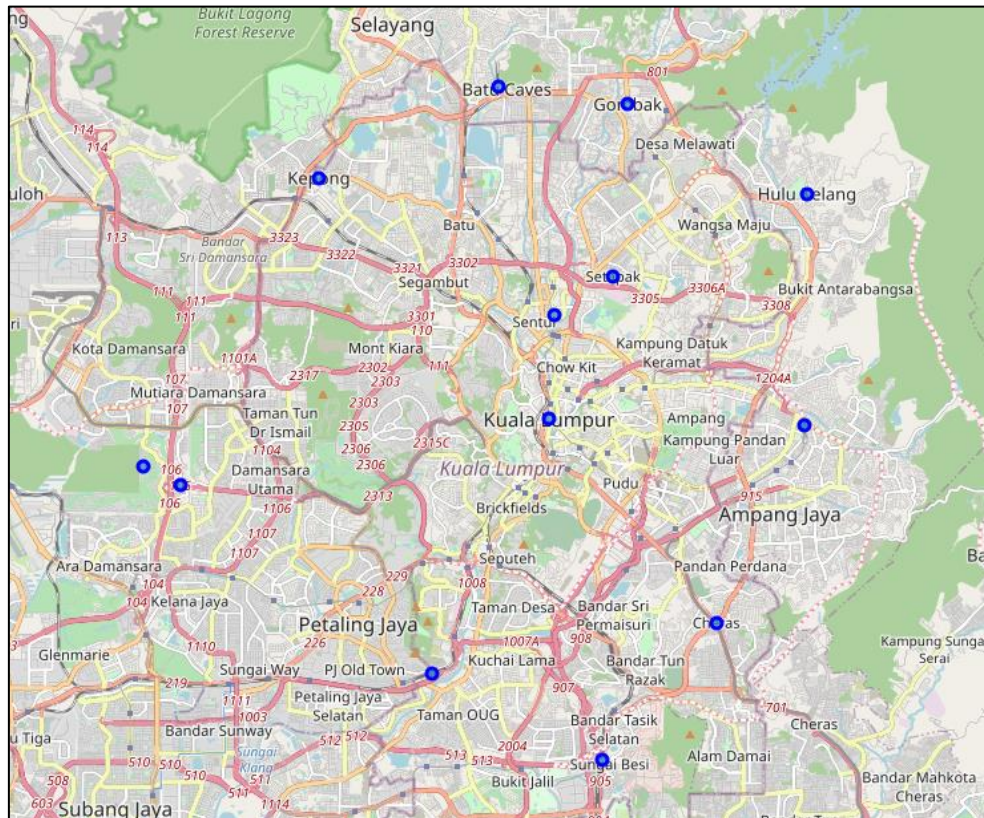 Bukit Lagong
Forest Reserve
Selayang
Batu Caves
801
Gombak
114
114
Desa Melawati
Kepong
Hulu Kelang
uloh
Batu
Wangsa Maju
113
3323
Bandar
Sri Damansara
3322
3321
3302
Segambut
Setapak
3305
3306A
3308
Bukit Antarabangsa
111
111
111
3301
110
Sentul
Kota Damansara
1101A
Mont Kiara
111
Kampung Datuk
Keramat
Chow Kit
2317
2302
2303
1204A
107
Mutiara Damansara
107
Taman Tun
Dr Ismail
2303
2305
2306
2306
2315C
Kuala Lumpur
Ampang
Kampung Pandan
Luar
1104
Kuala Lumpur
106
106
Damansara
Utama
2313
Pudu
915
1106
Brickfields
Ampang Jaya
1107
1107
Ara Damansara
Seputeh
Pandan Perdana
229
104
104
Kelana Jaya
228
1008
Taman Desa
Bandar Sri
Permaisuri
Cheras
Petaling Jaya
226
1110
1007A
908
Kampung Sunga
Serai
Glenmarie
Sungai Way
PJ Old Town
Kuchai Lama
Bandar Tun
Razak
219
1111
907
1003
Petaling Jaya
Selatan
Taman OUG
701
Cheras
u Tiga
Bandar Sunway
512
512
2004
Bandar Tasik
Selatan
510
510
Sungai
Klang
513
513
Sungai Besi
Alam Damai
508
510
511
Bukit Jalil
905
Bandar Mahkota
Cheras
603
Subang Jaya
1114